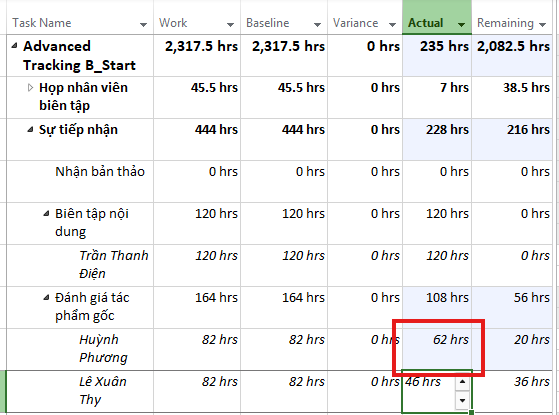 Task Name Work Baseline Variance Actual Remaining
Advanced 2,317.5 hrs 2,317.5 hrs 0 hrs 235 hrs 2,082.5 hrs
Tracking B_Start
Họp nhân viên 45.5 hrs 45.5 hrs 0 hrs 7 hrs 38.5 hrs
biên tập
Sự tiếp nhận 444 hrs 444 hrs 0 hrs 228 hrs 216 hrs
Nhận bản thảo 0 hrs 0 hrs 0 hrs 0 hrs 0 hrs
Biên tập nội 120 hrs 120 hrs 0 hrs 120 hrs 0 hrs
dung
Trần Thanh 120 hrs 120 hrs 0 hrs 120 hrs 0 hrs
Điện
Đánh giá tác 164 hrs 164 hrs 0 hrs 108 hrs 56 hrs
phẩm gốc
Huỳnh 82 hrs 82 hrs 0 hrs 62 hrs 20 hrs
Phương
Lê Xuân 82 hrs 82 hrs 0 hrs 46 hrs 36 hrs
Thy